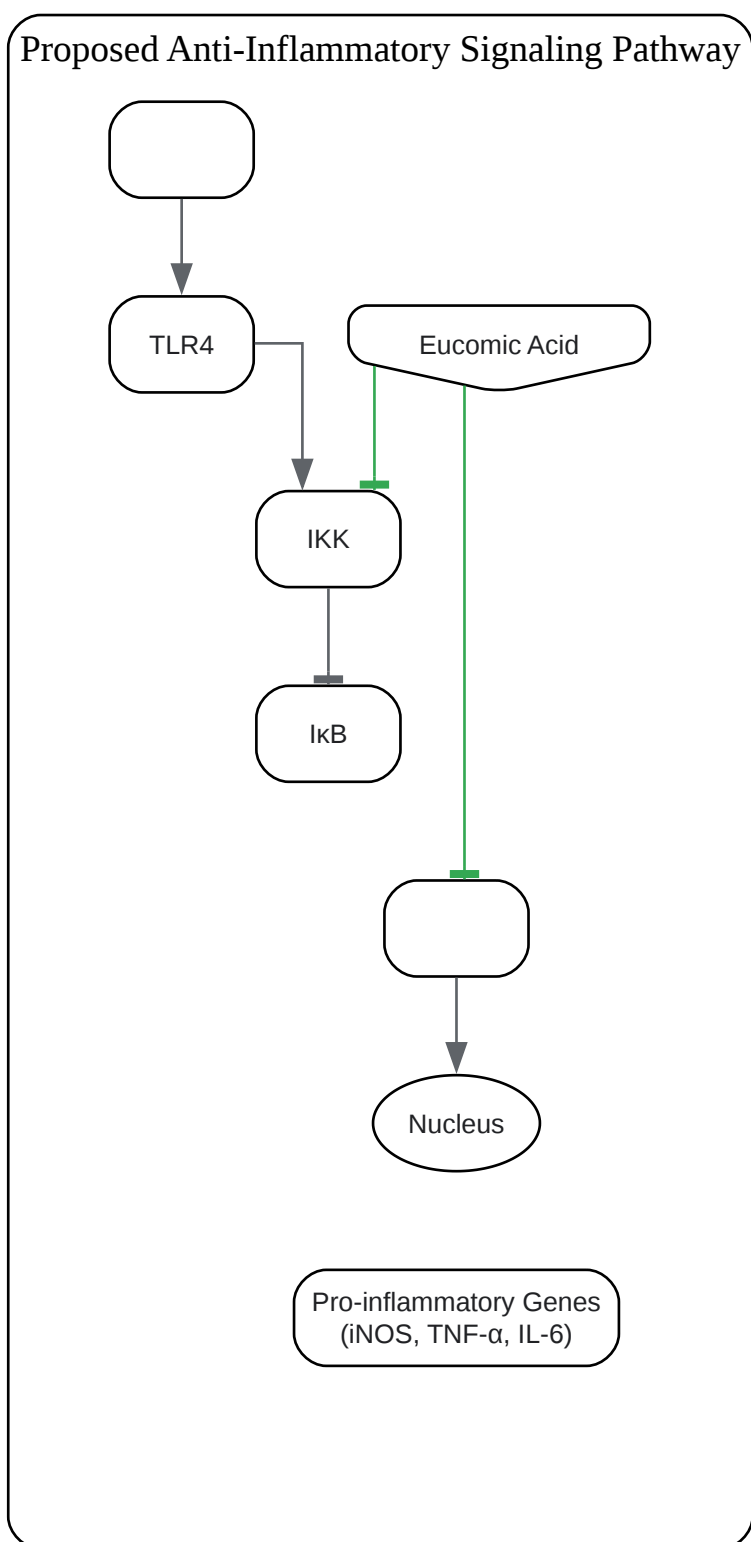 Proposed Anti-Inflammatory Signaling Pathway
TLR4
Eucomic Acid
IKK
IκB
Nucleus
Pro-inflammatory Genes
(iNOS, TNF-α, IL-6)